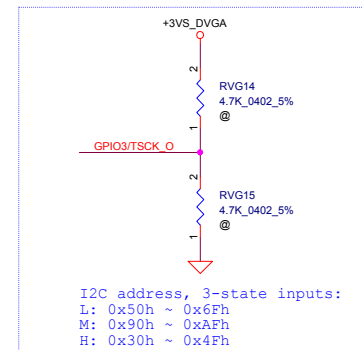 +3VS_DVGA
2
RVG14
4.7K_0402_5%
@
1
GPIO3/TSCK_O
2
RVG15
4.7K_0402_5%
@
1
I2C address, 3-state inputs:
L: 0x50h ~ 0x6Fh
M: 0x90h ~ 0xAFh
H: 0x30h ~ 0x4Fh